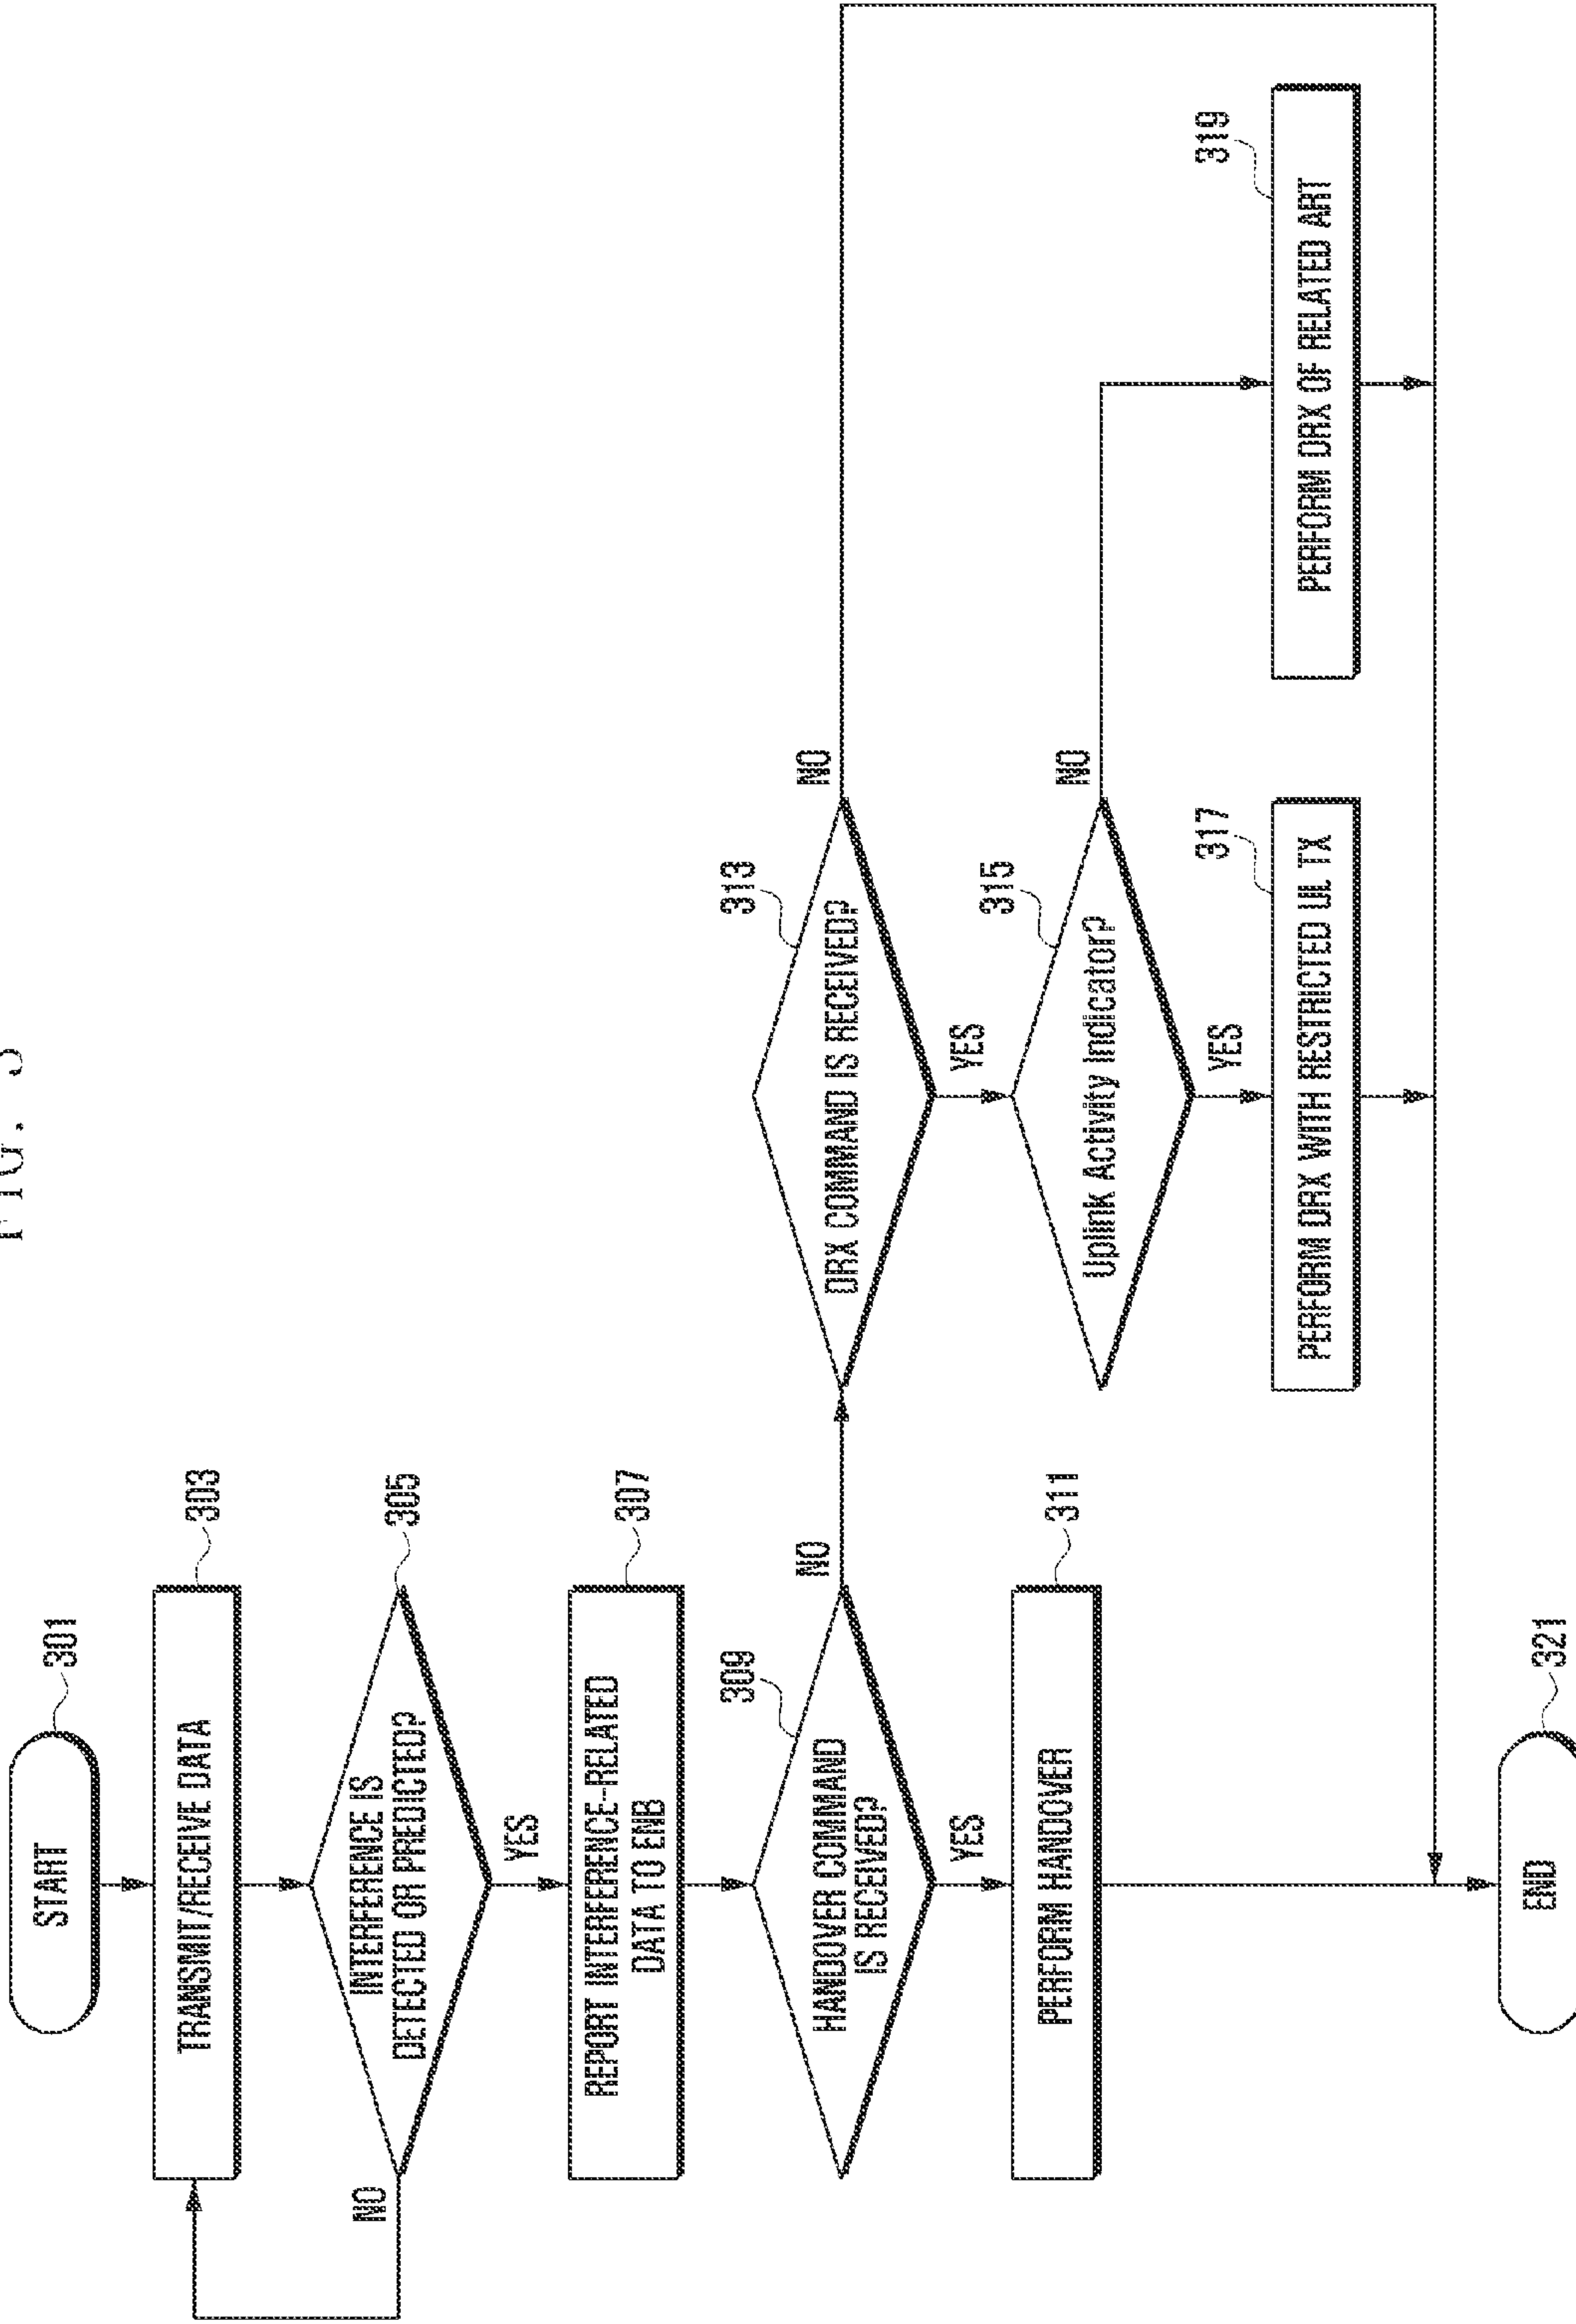 FIG. 3
START
301
TRANSMIT/RECEIVE DATA
303
INTERFERENCE IS
DETECTED OR PREDICTED?
305
NO
YES
REPORT INTERFERENCE-RELATED
DATA TO ENB
307
HANDOVER COMMAND
IS RECEIVED?
309
NO
YES
PERFORM HANDOVER
311
DRX COMMAND IS RECEIVED?
313
NO
YES
Uplink Activity Indicator?
315
NO
YES
PERFORM DRX WITH RESTRICTED UL TX
317
PERFORM DRX OF RELATED ART
319
END
321